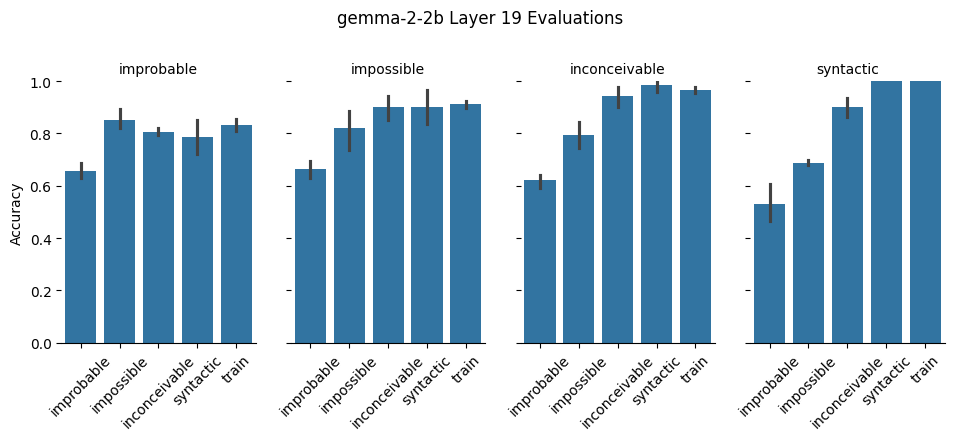 gemma-2-2b Layer 19 Evaluations
improbable
impossible
inconceivable
syntactic
Accuracy
1.0
0.8
0.6
0.4
0.2
0.0
improbable
impossible
inconceivable
syntactic
train
improbable
impossible
inconceivable
syntactic
train
improbable
impossible
inconceivable
syntactic
train
improbable
impossible
inconceivable
syntactic
train